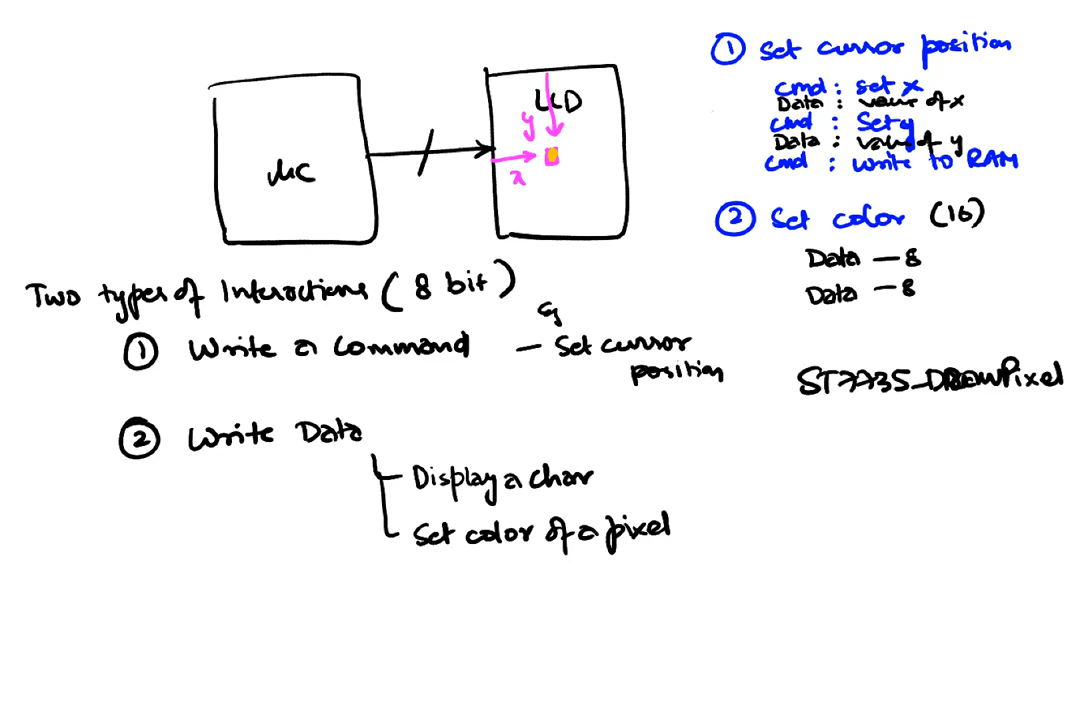 ① Set cursor position
cmd : set x
Data : value of x
cmd : Set y
Data : value of y
cmd : write to RAM
② Set color (16)
Data — 8
Data — 8
ST7735_DrawPixel
μC
LCD
y
x
Two types of Interactions ( 8 bit )
① Write a Command — eg Set cursor
position
② Write Data
Display a char
Set color of a pixel